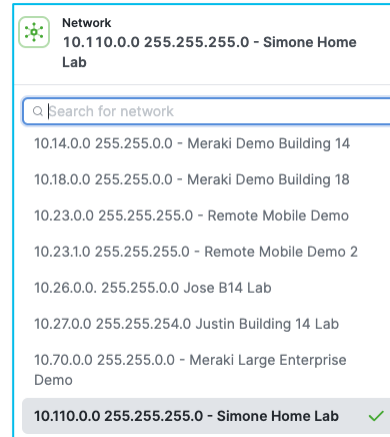 Network
10.110.0.0 255.255.255.0 - Simone Home
Lab
Search for network
10.14.0.0 255.255.0.0 - Meraki Demo Building 14
10.18.0.0 255.255.0.0 - Meraki Demo Building 18
10.23.0.0 255.255.255.0 - Remote Mobile Demo
10.23.1.0 255.255.255.0 - Remote Mobile Demo 2
10.26.0.0. 255.255.0.0 Jose B14 Lab
10.27.0.0 255.255.254.0 Justin Building 14 Lab
10.70.0.0 255.255.0.0 - Meraki Large Enterprise
Demo
10.110.0.0 255.255.255.0 - Simone Home Lab